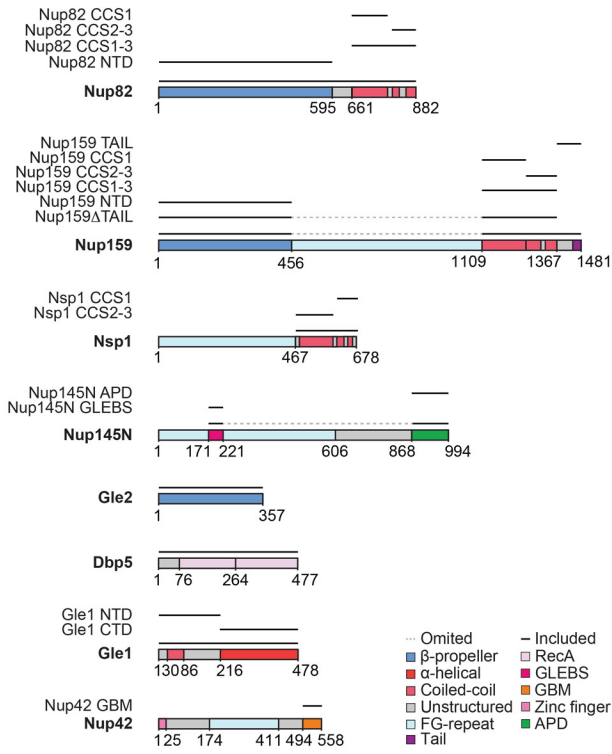 Nup82 CCS1
Nup82 CCS2-3
Nup82 CCS1-3
Nup82 NTD
Nup82
1 595 661 882
Nup159 TAIL
Nup159 CCS1
Nup159 CCS2-3
Nup159 CCS1-3
Nup159 NTD
Nup159ΔTAIL
Nup159
1 456 1109 1367 1481
Nsp1 CCS1
Nsp1 CCS2-3
Nsp1
1 467 678
Nup145N APD
Nup145N GLEBS
Nup145N
1 171 221 606 868 994
Gle2
1 357
Dbp5
1 76 264 477
Gle1 NTD
Gle1 CTD
Gle1
1 30 86 216 478
Nup42 GBM
Nup42
1 25 174 411 494 558
Omited Included
β-propeller RecA
α-helical GLEBS
Coiled-coil GBM
Unstructured Zinc finger
FG-repeat APD
Tail